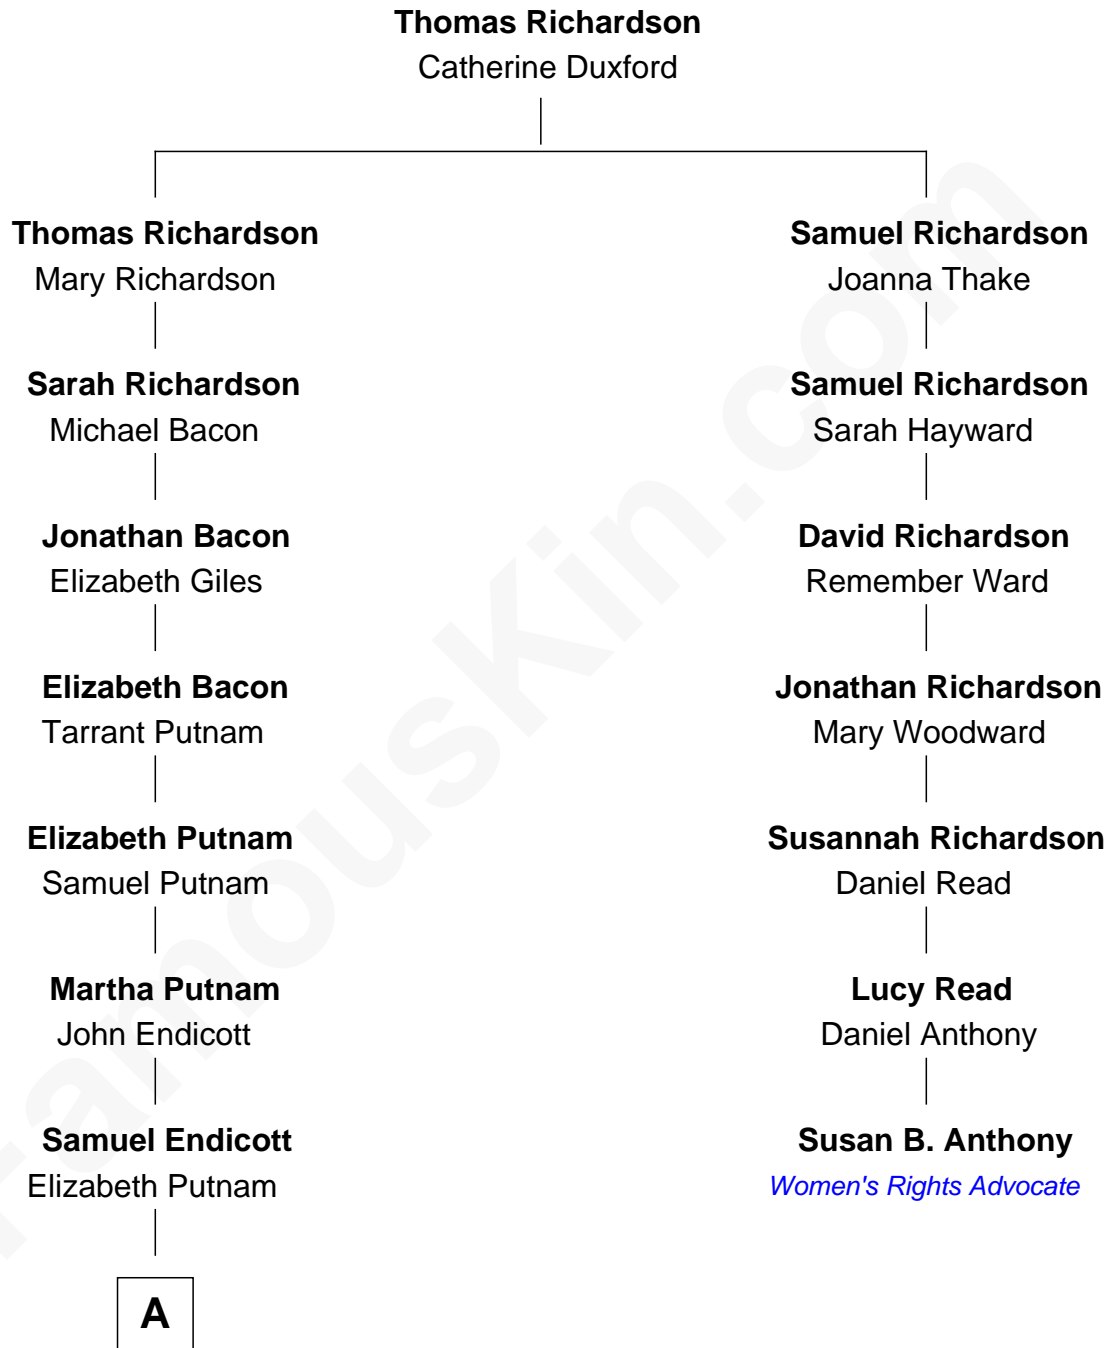 Thomas Richardson
Catherine Duxford
Thomas Richardson
Mary Richardson
Samuel Richardson
Joanna Thake
Sarah Richardson
Michael Bacon
Samuel Richardson
Sarah Hayward
Jonathan Bacon
Elizabeth Giles
David Richardson
Remember Ward
Elizabeth Bacon
Tarrant Putnam
Jonathan Richardson
Mary Woodward
Elizabeth Putnam
Samuel Putnam
Susannah Richardson
Daniel Read
Martha Putnam
John Endicott
Lucy Read
Daniel Anthony
Samuel Endicott
Elizabeth Putnam
Susan B. Anthony
Women's Rights Advocate
A
FamousKin.com